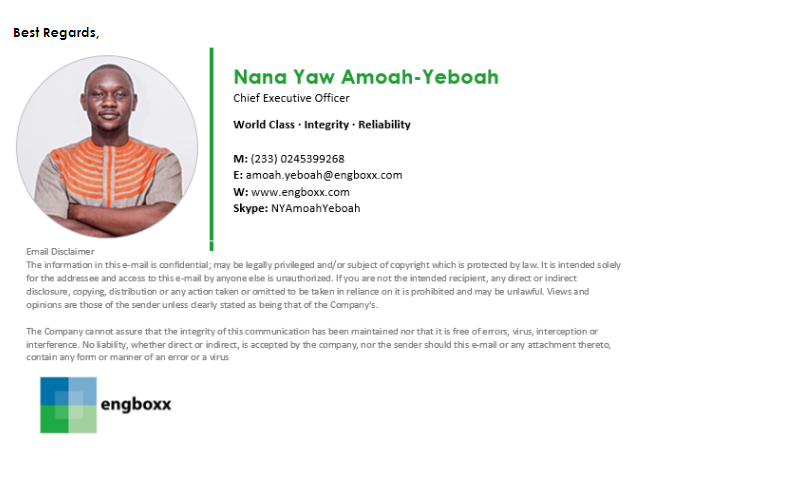 Best Regards,
Nana Yaw Amoah-Yeboah
Chief Executive Officer
World Class · Integrity · Reliability
M: (233) 0245399268
E: amoah.yeboah@engboxx.com
W: www.engboxx.com
Skype: NYAmoahYeboah
Email Disclaimer
The information in this e-mail is confidential; may be legally privileged and/or subject of copyright which is protected by law. It is intended solely
for the addressee and access to this e-mail by anyone else is unauthorized. If you are not the intended recipient, any direct or indirect
disclosure, copying, distribution or any action taken or omitted to be taken in reliance on it is prohibited and may be unlawful. Views and
opinions are those of the sender unless clearly stated as being that of the Company's.
The Company cannot assure that the integrity of this communication has been maintained nor that it is free of errors, virus, interception or
interference. No liability, whether direct or indirect, is accepted by the company, nor the sender should this e-mail or any attachment thereto,
contain any form or manner of an error or a virus
engboxx